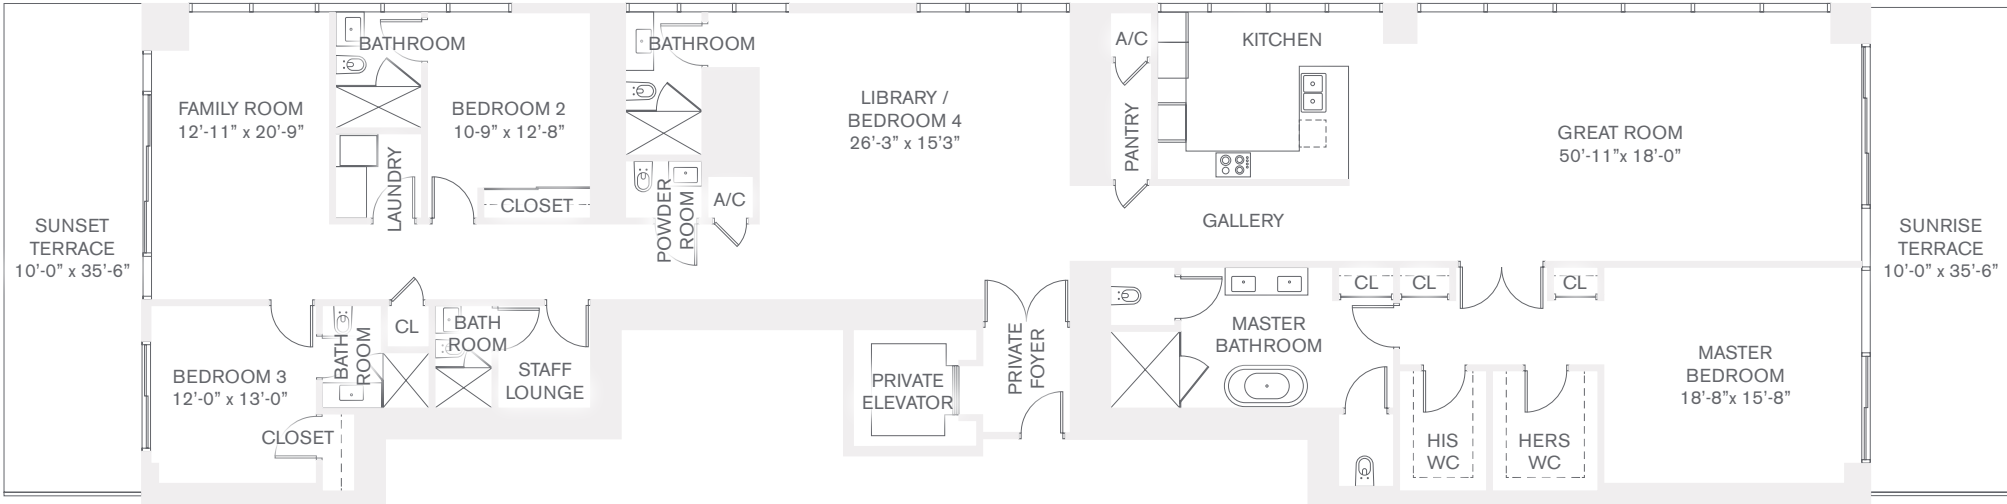 SUNSET
TERRACE
10'-0" x 35'-6"
FAMILY ROOM
12'-11” x 20'-9”
BATHROOM
BEDROOM 2
10-9” x 12'-8”
LAUNDRY
CLOSET
BATHROOM
POWDER
ROOM
A/C
LIBRARY /
BEDROOM 4
26'-3” x 15'3”
A/C
PANTRY
KITCHEN
GALLERY
GREAT ROOM
50'-11”x 18'-0”
SUNRISE
TERRACE
10'-0” x 35'-6”
BEDROOM 3
12'-0” x 13'-0”
CLOSET
BATH
ROOM
CL
BATH
ROOM
STAFF
LOUNGE
PRIVATE
ELEVATOR
PRIVATE
FOYER
MASTER
BATHROOM
CL
CL
CL
HIS
WC
HERS
WC
MASTER
BEDROOM
18'-8”x 15'-8”